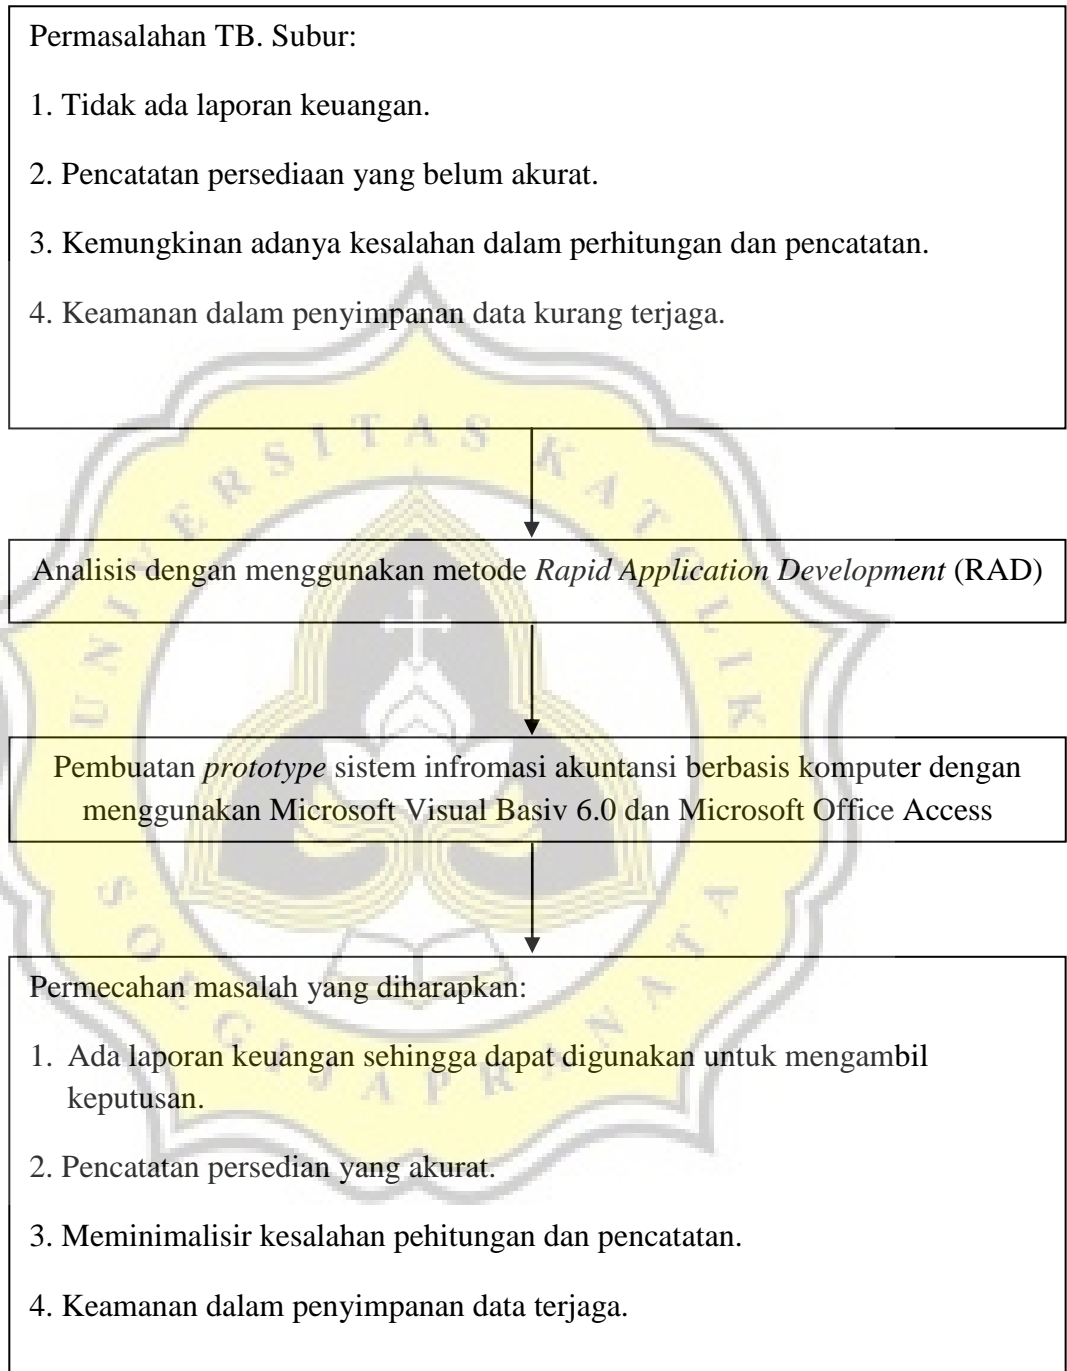 Permasalahan TB. Subur:
1. Tidak ada laporan keuangan.
2. Pencatatan persediaan yang belum akurat.
3. Kemungkinan adanya kesalahan dalam perhitungan dan pencatatan.
4. Keamanan dalam penyimpanan data kurang terjaga.
UNIVERSITAS KATOLIK
Analisis dengan menggunakan metode Rapid Application Development (RAD)
Pembuatan prototype sistem infromasi akuntansi berbasis komputer dengan
menggunakan Microsoft Visual Basiv 6.0 dan Microsoft Office Access
SOEGIJAPRANATA
Permecahan masalah yang diharapkan:
1. Ada laporan keuangan sehingga dapat digunakan untuk mengambil
keputusan.
2. Pencatatan persedian yang akurat.
3. Meminimalisir kesalahan pehitungan dan pencatatan.
4. Keamanan dalam penyimpanan data terjaga.